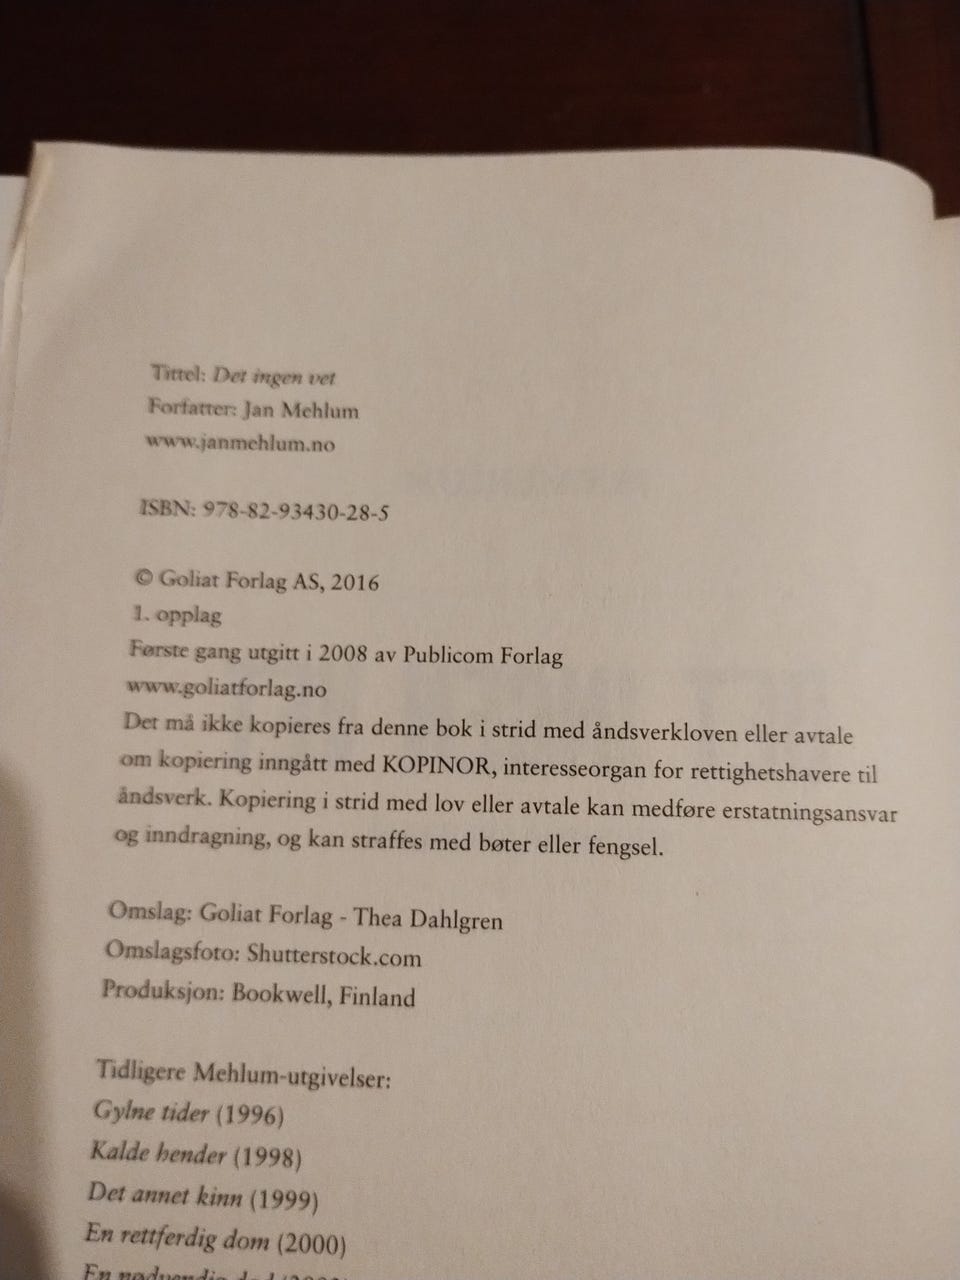 Tittel: Det ingen vet
Forfatter: Jan Mehlum
www.janmehlum.no
ISBN: 978-82-93430-28-5
© Goliat Forlag AS, 2016
1. opplag
Første gang utgitt i 2008 av Publicom Forlag
www.goliatforlag.no
Det må ikke kopieres fra denne bok i strid med åndsverkloven eller avtale
om kopiering inngått med KOPINOR, interesseorgan for rettighetshavere til
åndsverk. Kopiering i strid med lov eller avtale kan medføre erstatningsansvar
og inndragning, og kan straffes med bøter eller fengsel.
Omslag: Goliat Forlag - Thea Dahlgren
Omslagsfoto: Shutterstock.com
Produksjon: Bookwell, Finland
Tidligere Mehlum-utgivelser:
Gylne tider (1996)
Kalde hender (1998)
Det annet kinn (1999)
En rettferdig dom (2000)
En nødvendig død